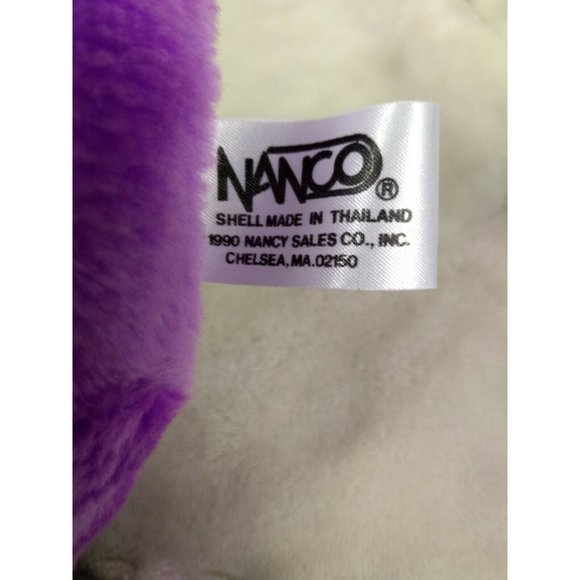 NANCO®
SHELL MADE IN THAILAND
1990 NANCY SALES CO., INC.
CHELSEA, MA. 02150